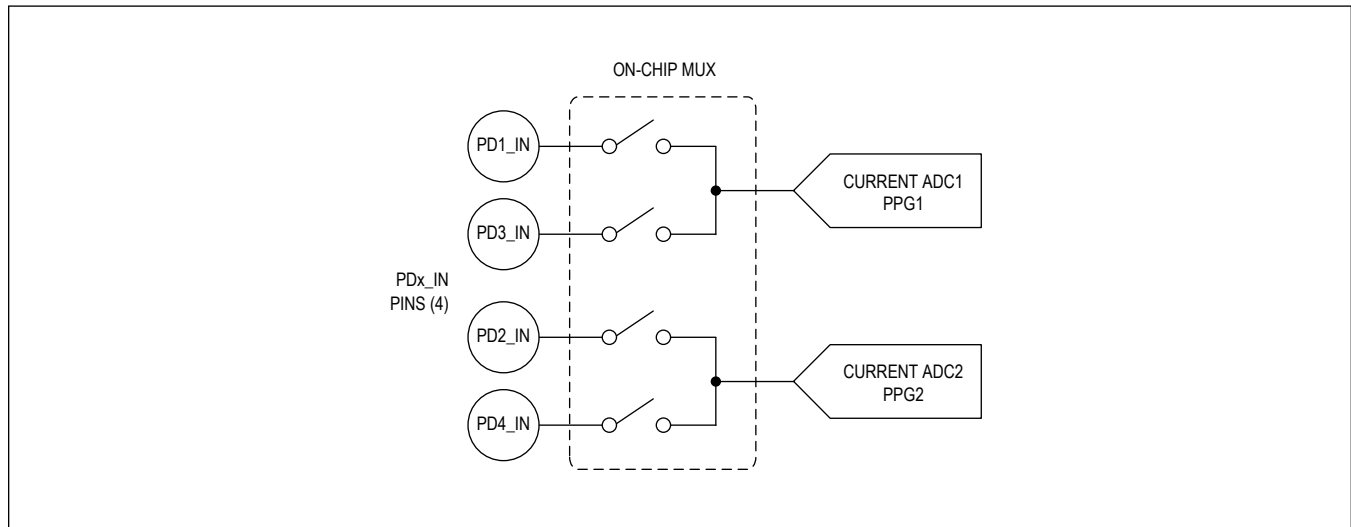 ON-CHIP MUX
PD1_IN
CURRENT ADC1
PPG1
PD3_IN
PDx_IN
PINS (4)
PD2_IN
CURRENT ADC2
PPG2
PD4_IN